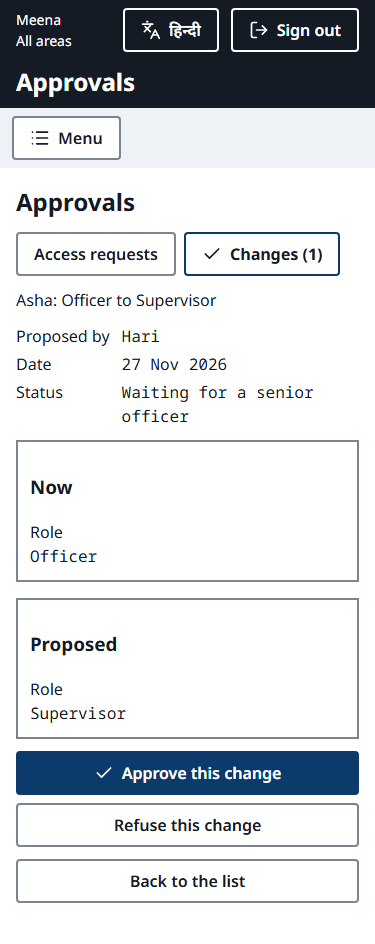 Meena
All areas
हिन्दी
Sign out
Approvals
Menu
Approvals
Access requests
Changes (1)
Asha: Officer to Supervisor
Proposed by Hari
Date 27 Nov 2026
Status Waiting for a senior
officer
Now
Role
Officer
Proposed
Role
Supervisor
Approve this change
Refuse this change
Back to the list